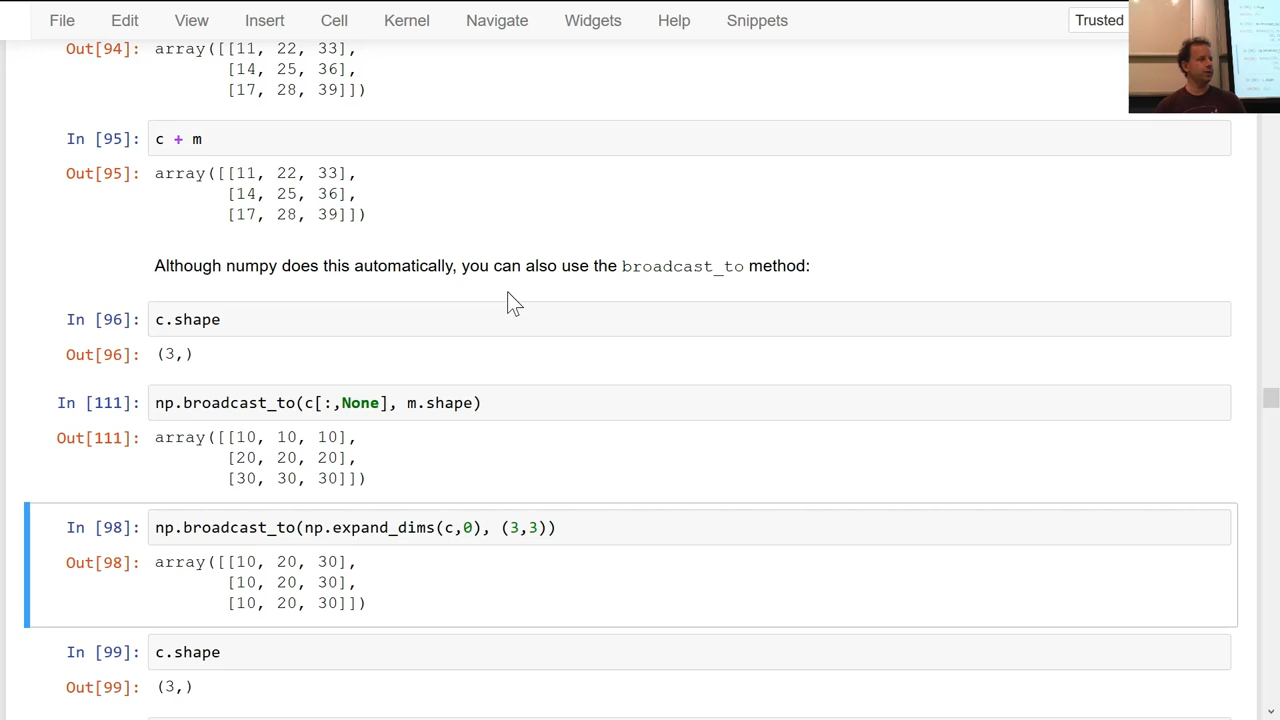 File Edit View Insert Cell Kernel Navigate Widgets Help Snippets Trusted
Out[94]: array([[11, 22, 33],
[14, 25, 36],
[17, 28, 39]])
In [95]: c + m
Out[95]: array([[11, 22, 33],
[14, 25, 36],
[17, 28, 39]])
Although numpy does this automatically, you can also use the broadcast_to method:
In [96]: c.shape
Out[96]: (3,)
In [111]: np.broadcast_to(c[:,None], m.shape)
Out[111]: array([[10, 10, 10],
[20, 20, 20],
[30, 30, 30]])
In [98]: np.broadcast_to(np.expand_dims(c,0), (3,3))
Out[98]: array([[10, 20, 30],
[10, 20, 30],
[10, 20, 30]])
In [99]: c.shape
Out[99]: (3,)